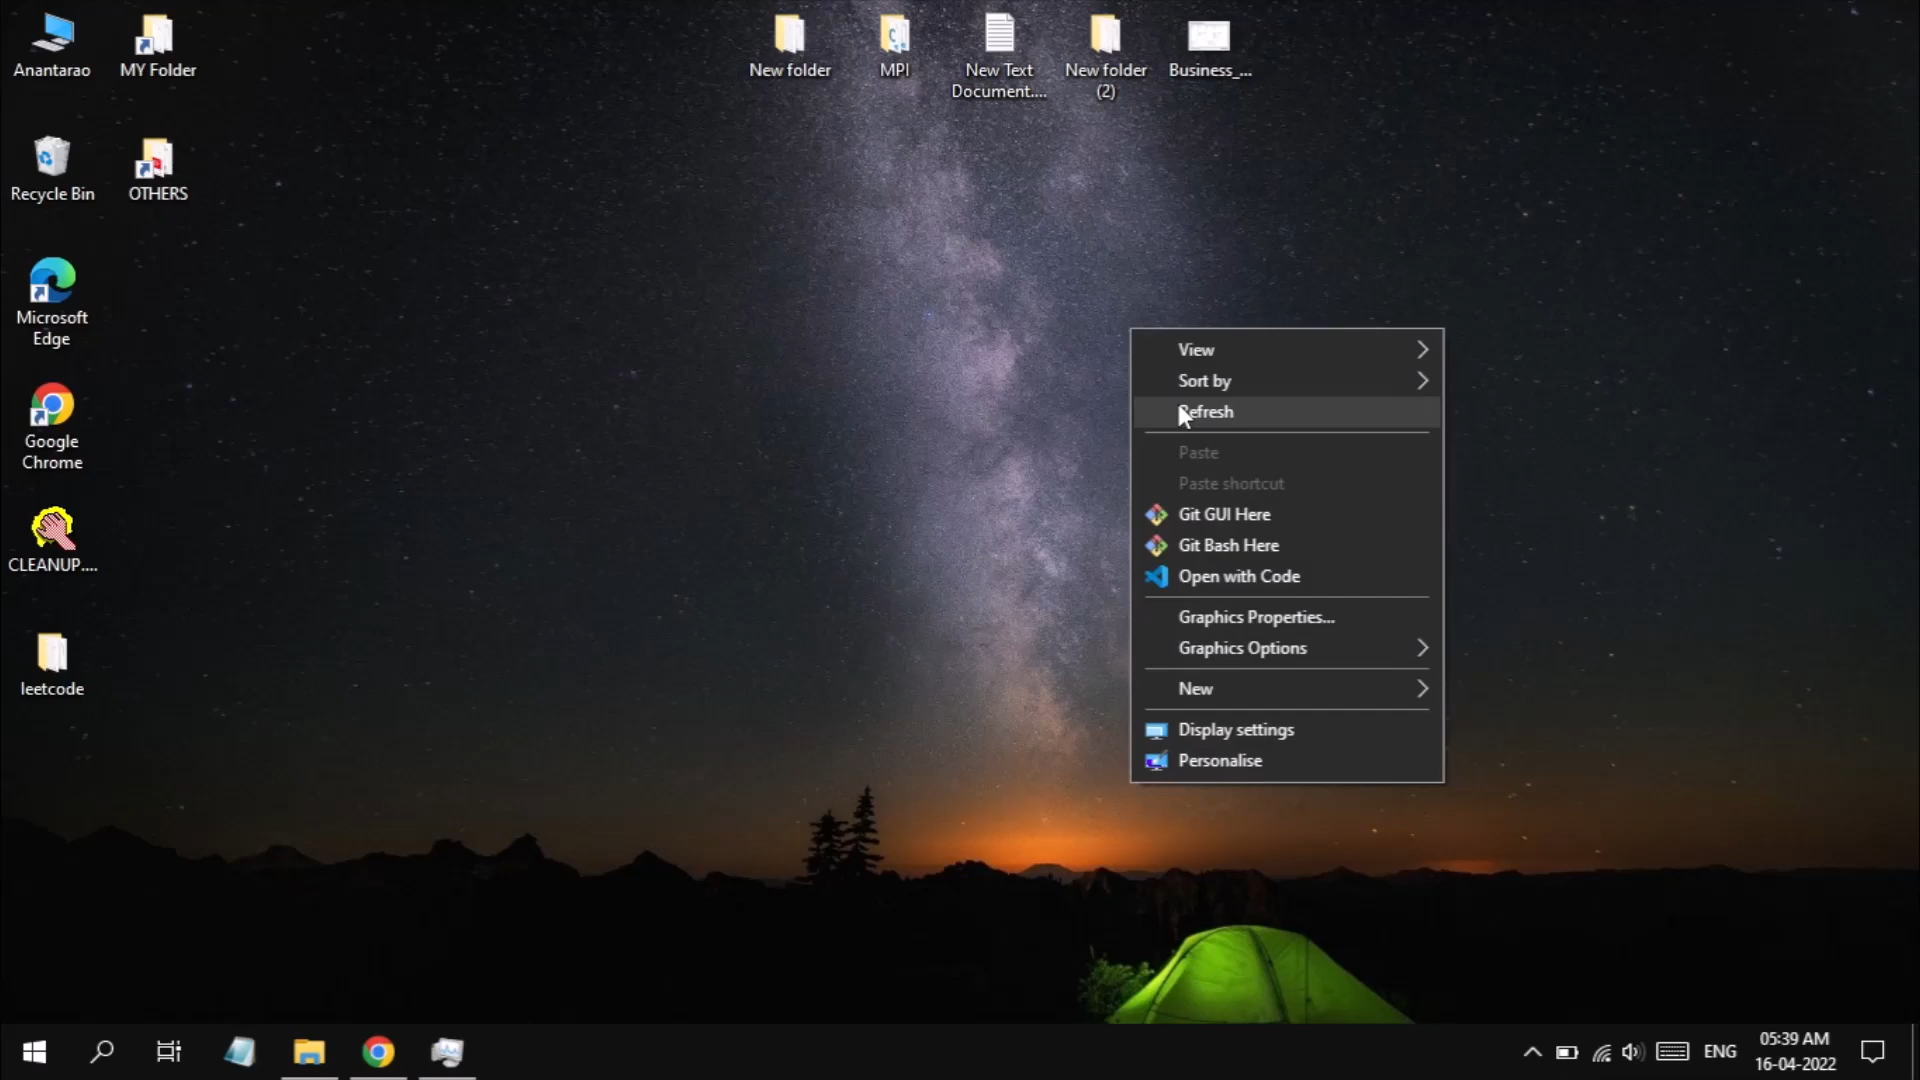 Anantarao
MY Folder
New folder
MPI
New Text
Document....
New folder
(2)
Business_...
Recycle Bin
OTHERS
Microsoft
Edge
Google
Chrome
CLEANUP....
leetcode
View
Sort by
Refresh
Paste
Paste shortcut
Git GUI Here
Git Bash Here
Open with Code
Graphics Properties...
Graphics Options
New
Display settings
Personalise
ENG
05:39 AM
16-04-2022